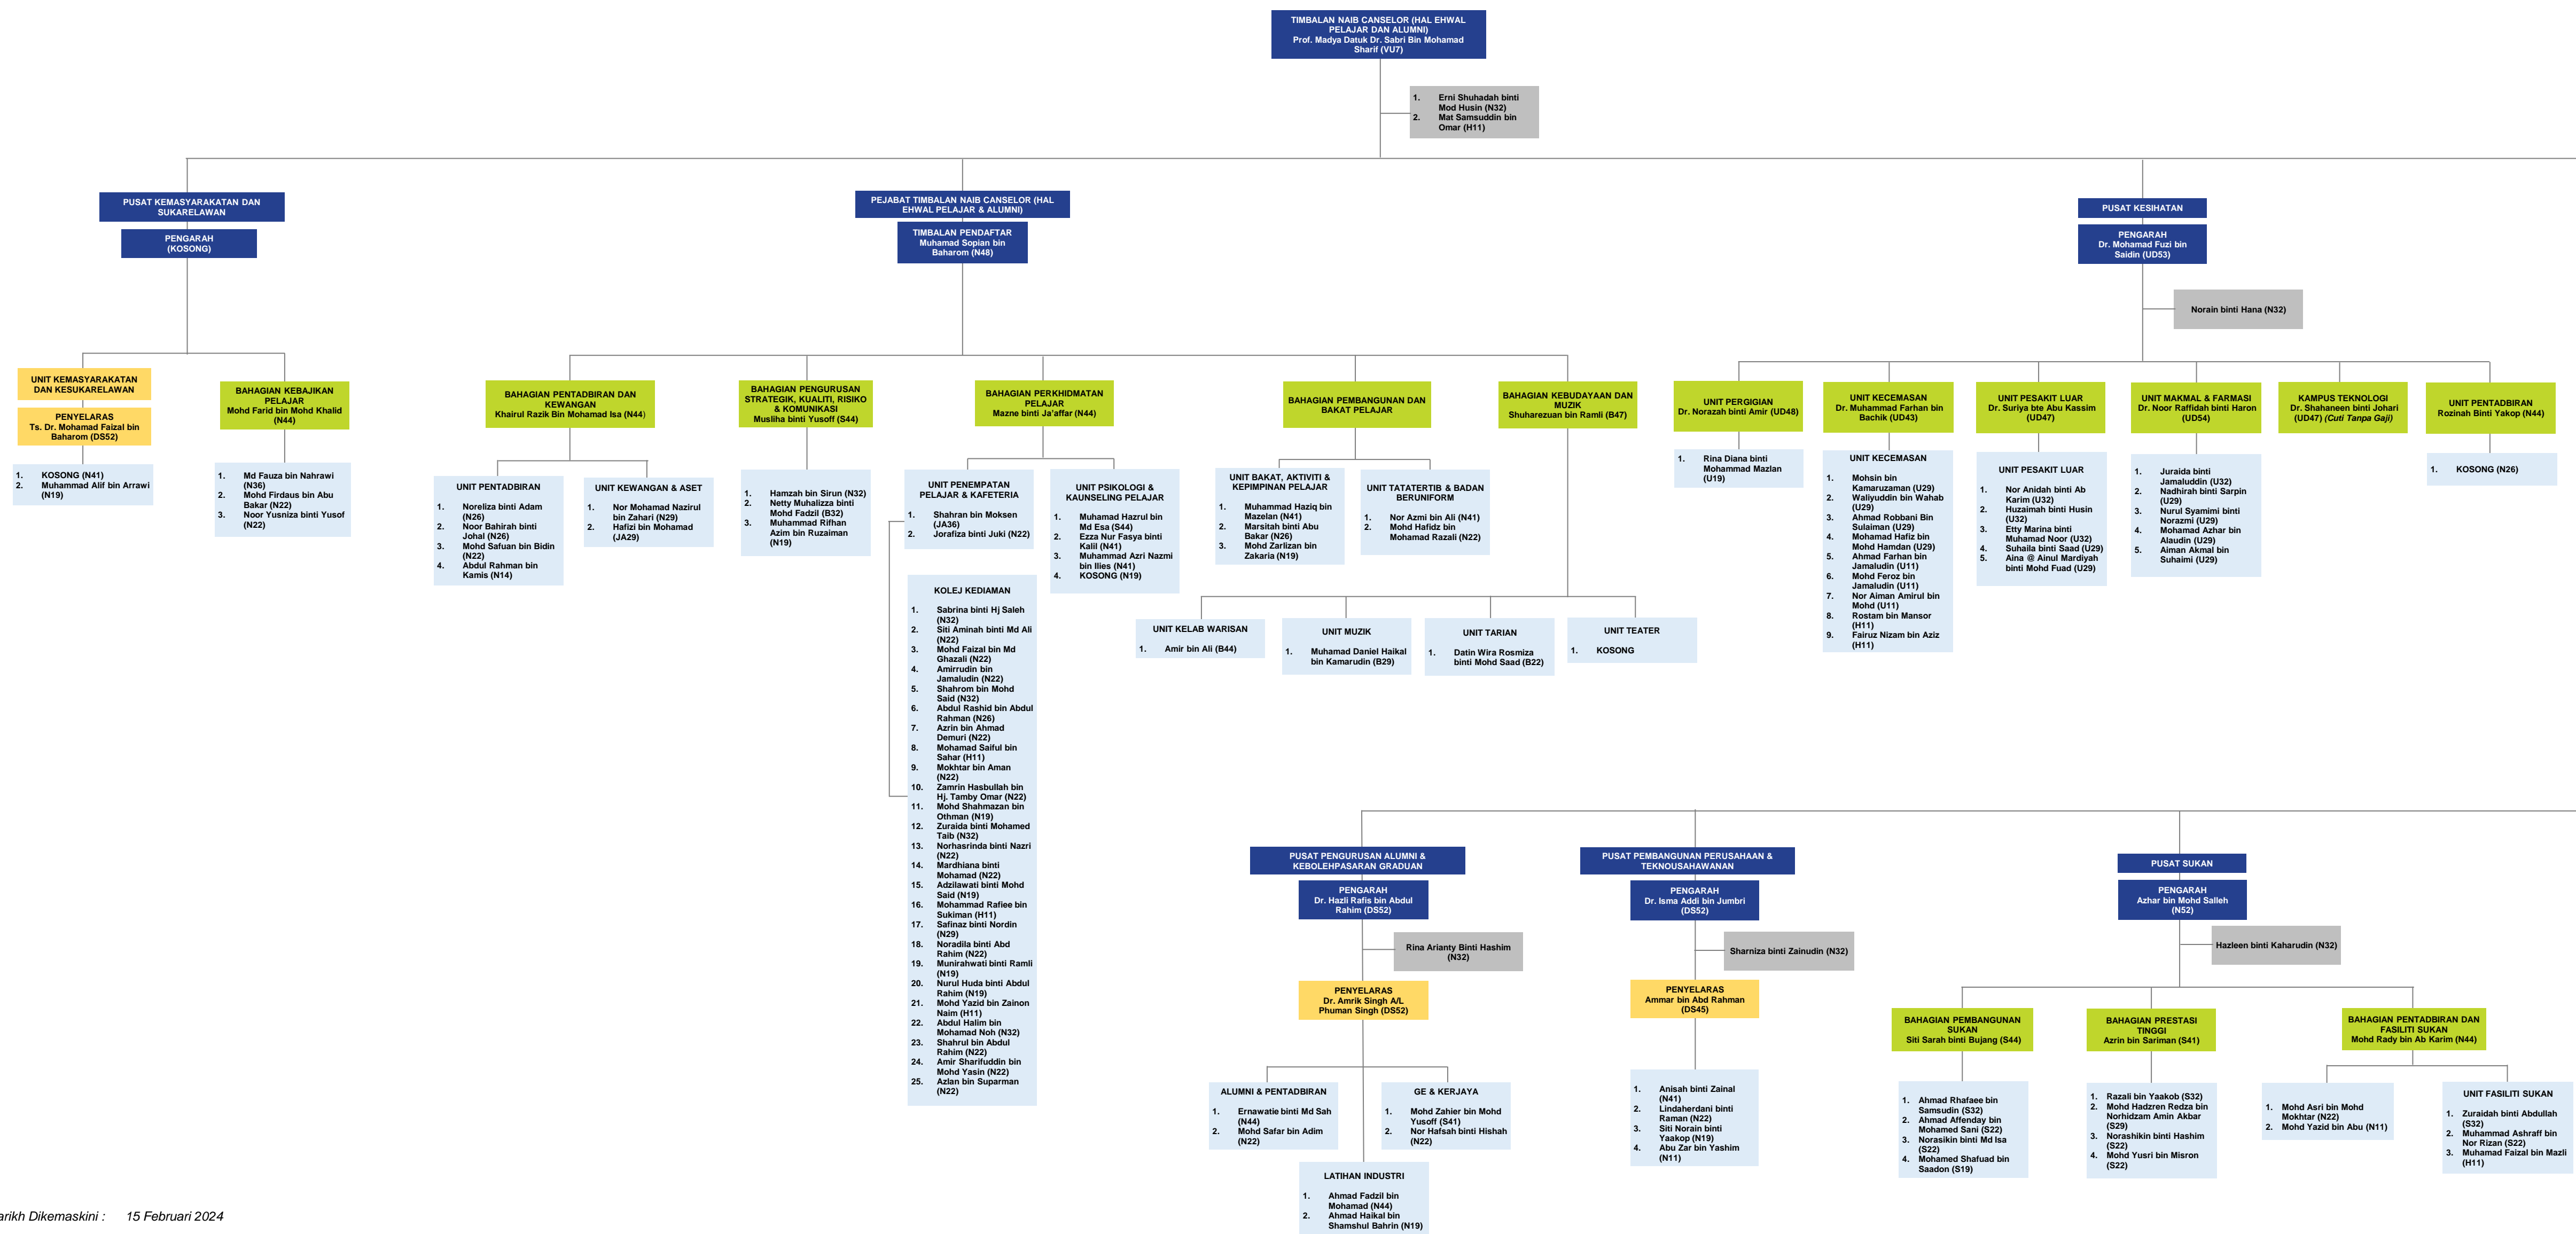 TIMBALAN NAIB CANSELOR (HAL EHWAL
PELAJAR DAN ALUMNI)
Prof. Madya Datuk Dr. Sabri Bin Mohamad
Sharif (VU7)
1. Erni Shuhadah binti
Mod Husin (N32)
2. Mat Samsuddin bin
Omar (H11)
PUSAT KEMASYARAKATAN DAN
SUKARELAWAN
PENGARAH
(KOSONG)
UNIT KEMASYARAKATAN
DAN KESUKARELAWAN
PENYELARAS
Ts. Dr. Mohamad Faizal bin
Baharom (DS52)
1. KOSONG (N41)
2. Muhammad Alif bin Arrawi
(N19)
BAHAGIAN KEBAJIKAN
PELAJAR
Mohd Farid bin Mohd Khalid
(N44)
1. Md Fauza bin Nahrawi
(N36)
2. Mohd Firdaus bin Abu
Bakar (N22)
3. Noor Yusniza binti Yusof
(N22)
PEJABAT TIMBALAN NAIB CANSELOR (HAL
EHWAL PELAJAR & ALUMNI)
TIMBALAN PENDAFTAR
Muhamad Sopian bin
Baharom (N48)
BAHAGIAN PENTADBIRAN DAN
KEWANGAN
Khairul Razik Bin Mohamad Isa (N44)
UNIT PENTADBIRAN
1. Noreliza binti Adam
(N26)
2. Noor Bahirah binti
Johal (N26)
3. Mohd Safuan bin Bidin
(N22)
4. Abdul Rahman bin
Kamis (N14)
UNIT KEWANGAN & ASET
1. Nor Mohamad Nazirul
bin Zahari (N29)
2. Hafizi bin Mohamad
(JA29)
BAHAGIAN PENGURUSAN
STRATEGIK, KUALITI, RISIKO
& KOMUNIKASI
Musliha binti Yusoff (S44)
1. Hamzah bin Sirun (N32)
2. Netty Muhalizza binti
Mohd Fadzil (B32)
3. Muhammad Rifhan
Azim bin Ruzaiman
(N19)
BAHAGIAN PERKHIDMATAN
PELAJAR
Mazne binti Ja'affar (N44)
UNIT PENEMPATAN
PELAJAR & KAFETERIA
1. Shahran bin Moksen
(JA36)
2. Jorafiza binti Juki (N22)
UNIT PSIKOLOGI &
KAUNSELING PELAJAR
1. Muhamad Hazrul bin
Md Esa (S44)
2. Ezza Nur Fasya binti
Kalil (N41)
3. Muhammad Azri Nazmi
bin Ilies (N41)
4. KOSONG (N19)
KOLEJ KEDIAMAN
1. Sabrina binti Hj Saleh
(N32)
2. Siti Aminah binti Md Ali
(N22)
3. Mohd Faizal bin Md
Ghazali (N22)
4. Amirrudin bin
Jamaludin (N22)
5. Shahrom bin Mohd
Said (N32)
6. Abdul Rashid bin Abdul
Rahman (N26)
7. Azrin bin Ahmad
Demuri (N22)
8. Mohamad Saiful bin
Sahar (H11)
9. Mokhtar bin Aman
(N22)
10. Zamrin Hasbullah bin
Hj. Tamby Omar (N22)
11. Mohd Shahmazan bin
Othman (N19)
12. Zuraida binti Mohamed
Taib (N32)
13. Norhasrinda binti Nazri
(N22)
14. Mardhiana binti
Mohamad (N22)
15. Adzilawati binti Mohd
Said (N19)
16. Mohammad Rafiee bin
Sukiman (H11)
17. Safinaz binti Nordin
(N29)
18. Noradila binti Abd
Rahim (N22)
19. Munirahwati binti Ramli
(N19)
20. Nurul Huda binti Abdul
Rahim (N19)
21. Mohd Yazid bin Zainon
Naim (H11)
22. Abdul Halim bin
Mohamad Noh (N32)
23. Shahrul bin Abdul
Rahim (N22)
24. Amir Sharifuddin bin
Mohd Yasin (N22)
25. Azlan bin Suparman
(N22)
BAHAGIAN PEMBANGUNAN DAN
BAKAT PELAJAR
UNIT BAKAT, AKTIVITI &
KEPIMPINAN PELAJAR
1. Muhammad Haziq bin
Mazelan (N41)
2. Marsitah binti Abu
Bakar (N26)
3. Mohd Zarlizan bin
Zakaria (N19)
UNIT TATATERTIB & BADAN
BERUNIFORM
1. Nor Azmi bin Ali (N41)
2. Mohd Hafidz bin
Mohamad Razali (N22)
BAHAGIAN KEBUDAYAAN DAN
MUZIK
Shuharezuan bin Ramli (B47)
UNIT KELAB WARISAN
1. Amir bin Ali (B44)
UNIT MUZIK
1. Muhamad Daniel Haikal
bin Kamarudin (B29)
UNIT TARIAN
1. Datin Wira Rosmiza
binti Mohd Saad (B22)
UNIT TEATER
1. KOSONG
PUSAT KESIHATAN
PENGARAH
Dr. Mohamad Fuzi bin
Saidin (UD53)
Norain binti Hana (N32)
UNIT PERGIGIAN
Dr. Norazah binti Amir (UD48)
1. Rina Diana binti
Mohammad Mazlan
(U19)
UNIT KECEMASAN
Dr. Muhammad Farhan bin
Bachik (UD43)
UNIT KECEMASAN
1. Mohsin bin
Kamaruzaman (U29)
2. Waliyuddin bin Wahab
(U29)
3. Ahmad Robbani Bin
Sulaiman (U29)
4. Mohamad Hafiz bin
Mohd Hamdan (U29)
5. Ahmad Farhan bin
Jamaludin (U11)
6. Mohd Feroz bin
Jamaludin (U11)
7. Nor Aiman Amirul bin
Mohd (U11)
8. Rostam bin Mansor
(H11)
9. Fairuz Nizam bin Aziz
(H11)
UNIT PESAKIT LUAR
Dr. Suriya bte Abu Kassim
(UD47)
UNIT PESAKIT LUAR
1. Nor Anidah binti Ab
Karim (U32)
2. Huzaimah binti Husin
(U32)
3. Etty Marina binti
Muhamad Noor (U32)
4. Suhaila binti Saad (U29)
5. Aina @ Ainul Mardiyah
binti Mohd Fuad (U29)
UNIT MAKMAL & FARMASI
Dr. Noor Raffidah binti Haron
(UD54)
1. Juraida binti
Jamaluddin (U32)
2. Nadhirah binti Sarpin
(U29)
3. Nurul Syamimi binti
Norazmi (U29)
4. Mohamad Azhar bin
Alaudin (U29)
5. Aiman Akmal bin
Suhaimi (U29)
KAMPUS TEKNOLOGI
Dr. Shahaneen binti Johari
(UD47) (Cuti Tanpa Gaji)
UNIT PENTADBIRAN
Rozinah Binti Yakop (N44)
1. KOSONG (N26)
PUSAT PENGURUSAN ALUMNI &
KEBOLEHPASARAN GRADUAN
PENGARAH
Dr. Hazli Rafis bin Abdul
Rahim (DS52)
Rina Arianty Binti Hashim
(N32)
PENYELARAS
Dr. Amrik Singh A/L
Phuman Singh (DS52)
ALUMNI & PENTADBIRAN
1. Ernawatie binti Md Sah
(N44)
2. Mohd Safar bin Adim
(N22)
GE & KERJAYA
1. Mohd Zahier bin Mohd
Yusoff (S41)
2. Nor Hafsah binti Hishah
(N22)
LATIHAN INDUSTRI
1. Ahmad Fadzil bin
Mohamad (N44)
2. Ahmad Haikal bin
Shamshul Bahrin (N19)
PUSAT PEMBANGUNAN PERUSAHAAN &
TEKNOUSAHAWANAN
PENGARAH
Dr. Isma Addi bin Jumbri
(DS52)
Sharniza binti Zainudin (N32)
PENYELARAS
Ammar bin Abd Rahman
(DS45)
1. Anisah binti Zainal
(N41)
2. Lindaherdani binti
Raman (N22)
3. Siti Norain binti
Yaakop (N19)
4. Abu Zar bin Yashim
(N11)
PUSAT SUKAN
PENGARAH
Azhar bin Mohd Salleh
(N52)
Hazleen binti Kaharudin (N32)
BAHAGIAN PEMBANGUNAN
SUKAN
Siti Sarah binti Bujang (S44)
1. Ahmad Rhafaee bin
Samsudin (S32)
2. Ahmad Affenday bin
Mohamed Sani (S22)
3. Norasikin binti Md Isa
(S22)
4. Mohamed Shafuad bin
Saadon (S19)
BAHAGIAN PRESTASI
TINGGI
Azrin bin Sariman (S41)
1. Razali bin Yaakob (S32)
2. Mohd Hadzren Redza bin
Norhidzam Amin Akbar
(S29)
3. Norashikin binti Hashim
(S22)
4. Mohd Yusri bin Misron
(S22)
BAHAGIAN PENTADBIRAN DAN
FASILITI SUKAN
Mohd Rady bin Ab Karim (N44)
1. Mohd Asri bin Mohd
Mokhtar (N22)
2. Mohd Yazid bin Abu (N11)
UNIT FASILITI SUKAN
1. Zuraidah binti Abdullah
(S32)
2. Muhammad Ashraff bin
Nor Rizan (S22)
3. Muhamad Faizal bin Mazli
(H11)
arikh Dikemaskini : 15 Februari 2024